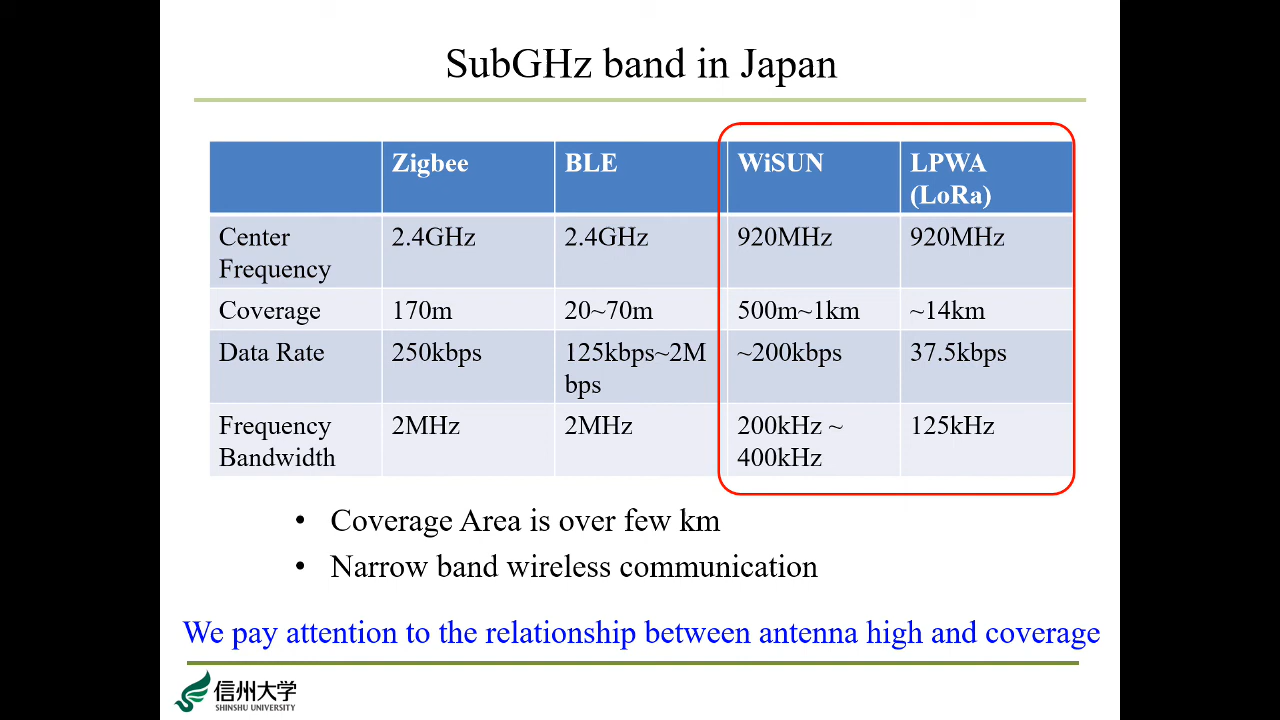 SubGHz band in Japan
Zigbee BLE WiSUN LPWA
(LoRa)
Center 2.4GHz 2.4GHz 920MHz 920MHz
Frequency
Coverage 170m 20~70m 500m~1km ~14km
Data Rate 250kbps 125kbps~2M ~200kbps 37.5kbps
bps
Frequency 2MHz 2MHz 200kHz ~ 125kHz
Bandwidth 400kHz
• Coverage Area is over few km
• Narrow band wireless communication
We pay attention to the relationship between antenna high and coverage
信州大学
SHINSHU UNIVERSITY